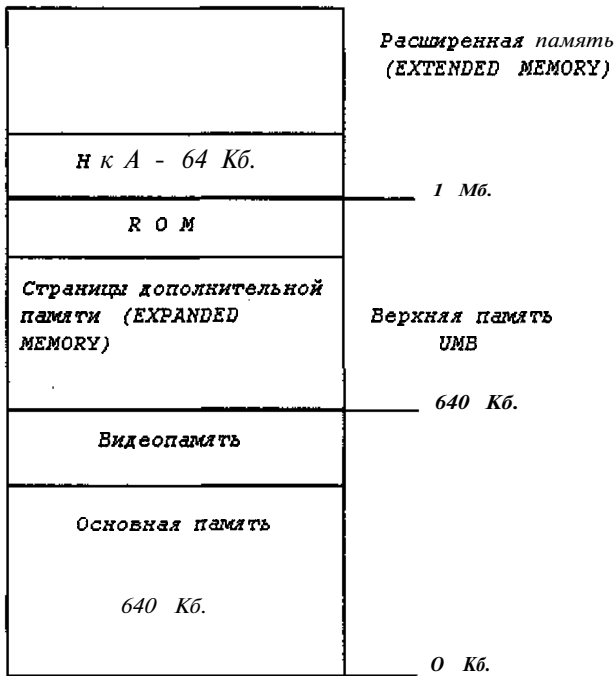 Расширенная память
(EXTENDED MEMORY)
н к А - 64 Кб.
1 Мб.
R O M
Страницы дополнительной
памяти (EXPANDED
MEMORY)
Верхняя память
UMB
640 Кб.
Видеопамять
Основная память
640 Кб.
0 Кб.